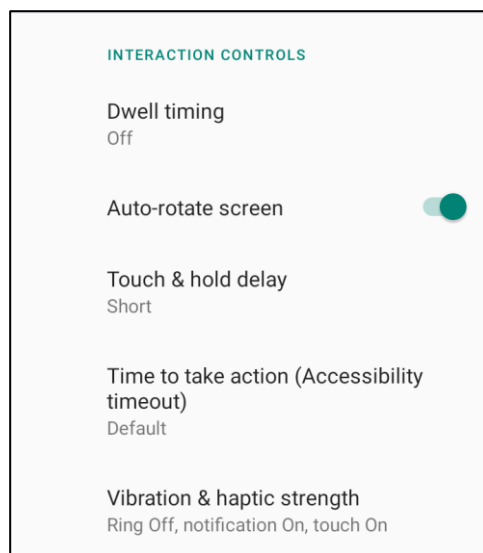 INTERACTION CONTROLS
Dwell timing
Off
Auto-rotate screen
Touch & hold delay
Short
Time to take action (Accessibility
timeout)
Default
Vibration & haptic strength
Ring Off, notification On, touch On